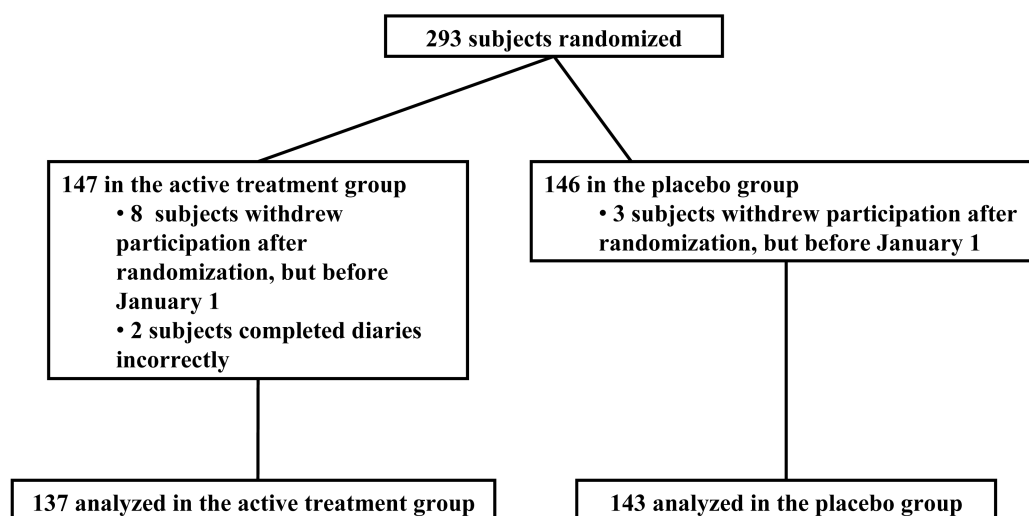 293 subjects randomized
147 in the active treatment group
• 8 subjects withdrew
participation after
randomization, but before
January 1
• 2 subjects completed diaries
incorrectly
146 in the placebo group
• 3 subjects withdrew participation after
randomization, but before January 1
137 analyzed in the active treatment group
143 analyzed in the placebo group